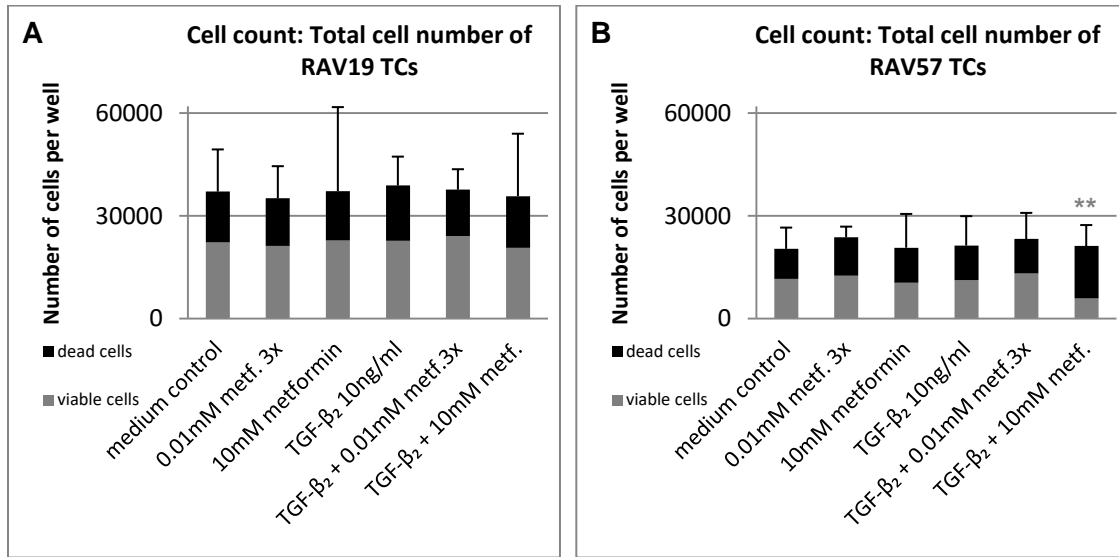 A
Cell count: Total cell number of
RAV19 TCs
Number of cells per well
60000
30000
0
dead cells
viable cells
medium control
0.01mM metf. 3x
10mM metformin
TGF-β₂ 10ng/ml
TGF-β₂ + 0.01mM metf.3x
TGF-β₂ + 10mM metf.
B
Cell count: Total cell number of
RAV57 TCs
Number of cells per well
60000
30000
0
**
dead cells
viable cells
medium control
0.01mM metf. 3x
10mM metformin
TGF-β₂ 10ng/ml
TGF-β₂ + 0.01mM metf.3x
TGF-β₂ + 10mM metf.